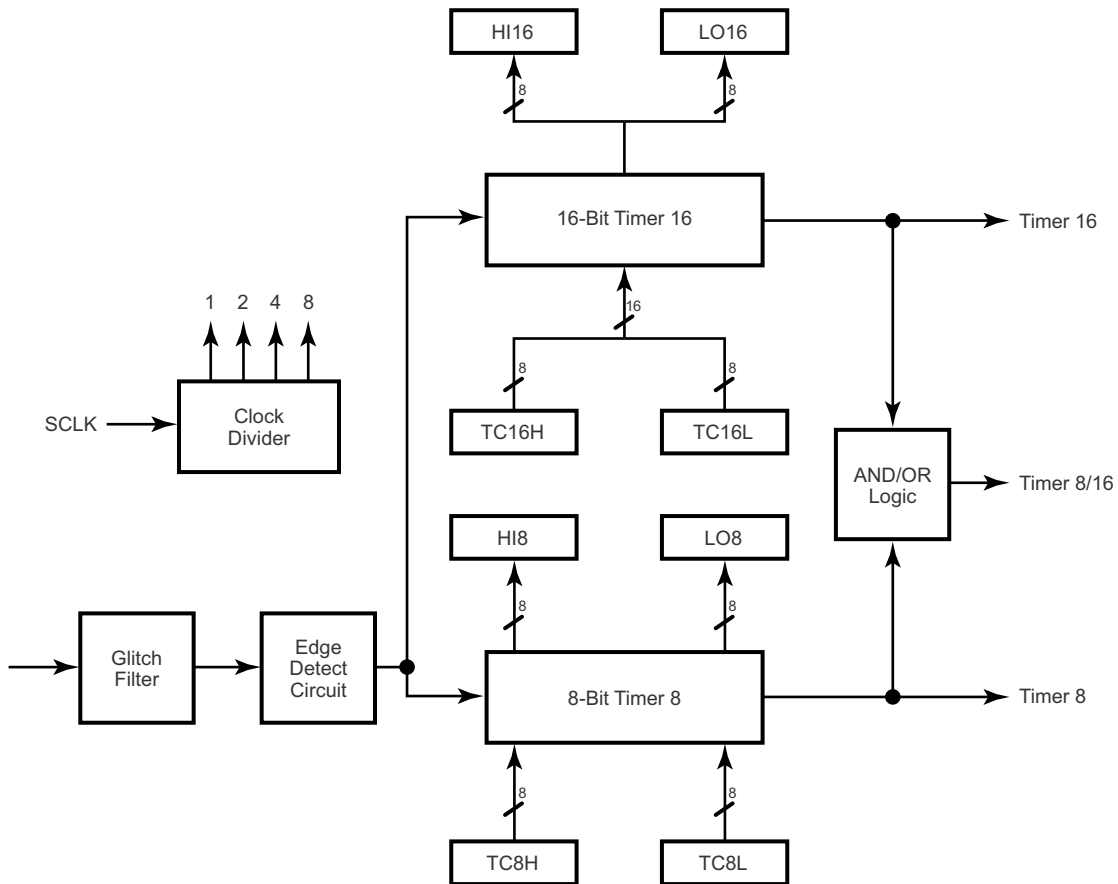 HI16
LO16
8
8
16-Bit Timer 16
Timer 16
16
1 2 4 8
8
8
SCLK
Clock
Divider
TC16H
TC16L
AND/OR
Logic
Timer 8/16
HI8
LO8
8
8
Glitch
Filter
Edge
Detect
Circuit
8-Bit Timer 8
Timer 8
8
8
TC8H
TC8L